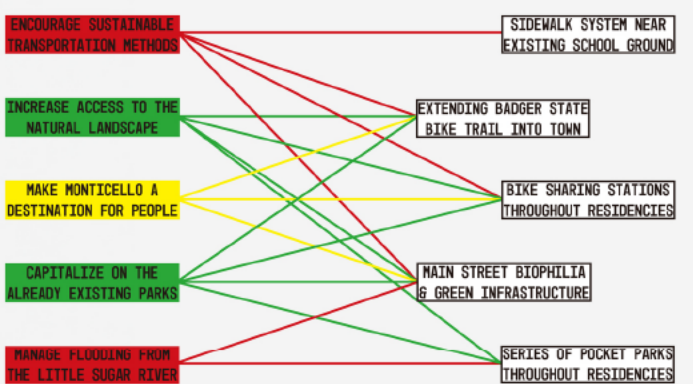 ENCOURAGE SUSTAINABLE
TRANSPORTATION METHODS
SIDEWALK SYSTEM NEAR
EXISTING SCHOOL GROUND
INCREASE ACCESS TO THE
NATURAL LANDSCAPE
EXTENDING BADGER STATE
BIKE TRAIL INTO TOWN
MAKE MONTICELLO A
DESTINATION FOR PEOPLE
BIKE SHARING STATIONS
THROUGHOUT RESIDENCIES
CAPITALIZE ON THE
ALREADY EXISTING PARKS
MAIN STREET BIOPHILIA
& GREEN INFRASTRUCTURE
MANAGE FLOODING FROM
THE LITTLE SUGAR RIVER
SERIES OF POCKET PARKS
THROUGHOUT RESIDENCIES